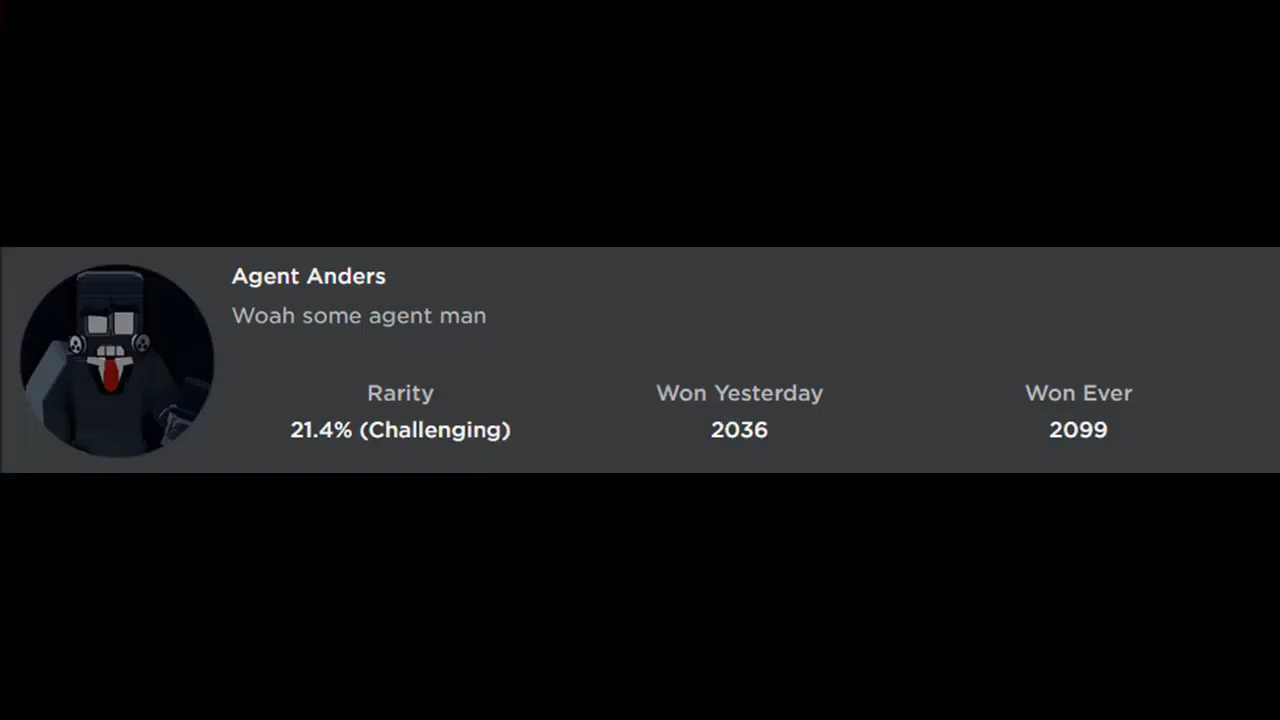 Agent Anders
Woah some agent man
Rarity Won Yesterday Won Ever
21.4% (Challenging) 2036 2099